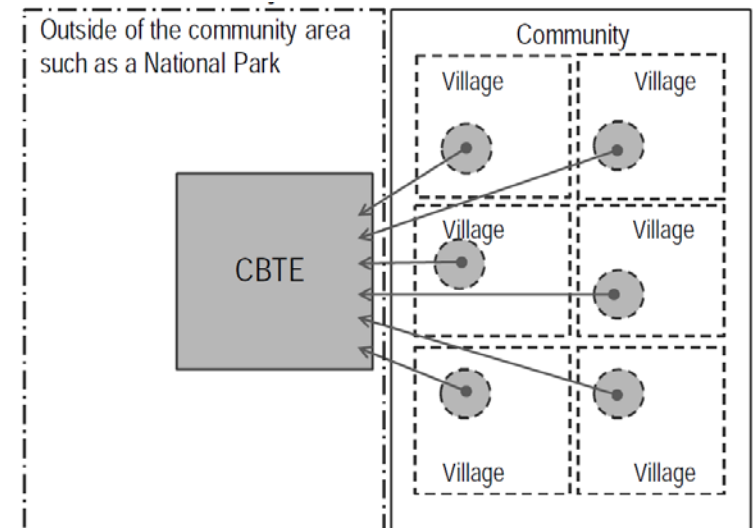 Outside of the community area
such as a National Park
Community
Village
Village
Village
Village
CBTE
Village
Village